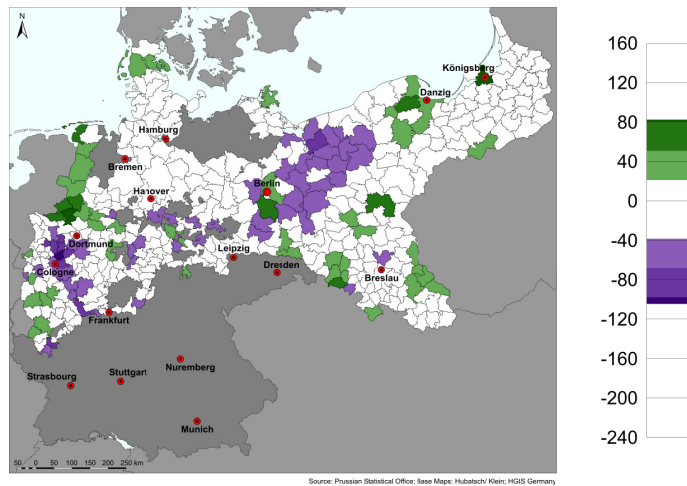 N
Königsberg
Danzig
Hamburg
Bremen
Hanover
Berlin
Dortmund
Leipzig
Cologne
Dresden
Breslau
Frankfurt
Nuremberg
Stuttgart
Strasbourg
Munich
50 0 50 100 150 200 250 km
Source: Prussian Statistical Office; Base Maps: Hubatsch/ Klein; HGIS Germany
160
120
80
40
0
-40
-80
-120
-160
-200
-240